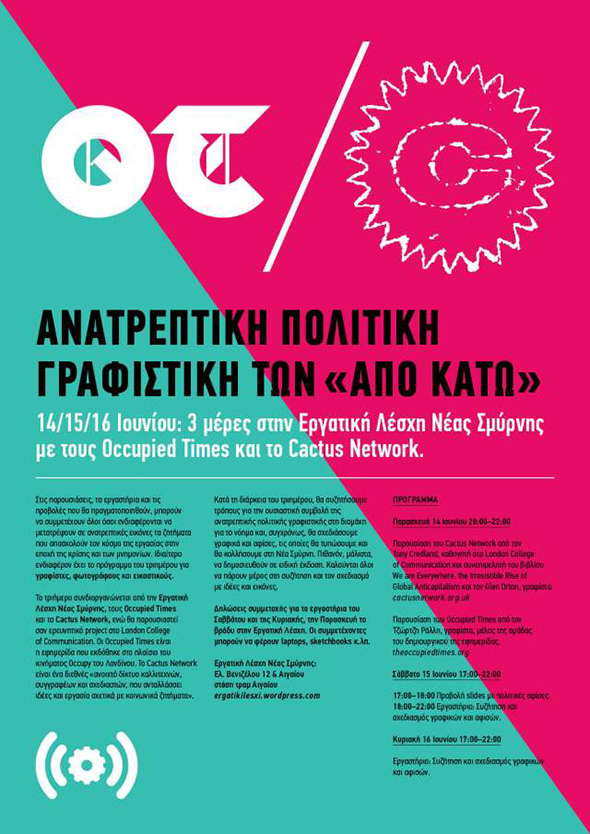 OT / C
ΑΝΑΤΡΕΠΤΙΚΗ ΠΟΛΙΤΙΚΗ
ΓΡΑΦΙΣΤΙΚΗ ΤΩΝ «ΑΠΟ ΚΑΤΩ»
14/15/16 Ιουνίου: 3 μέρες στην Εργατική Λέσχη Νέας Σμύρνης
με τους Occupied Times και το Cactus Network.
Στις παρουσιάσεις, τα εργαστήρια και τις
προβολές που θα πραγματοποιηθούν, μπορούν
να συμμετέχουν όλοι όσοι ενδιαφέρονται να
μετατρέψουν σε ανατρεπτικές εικόνες τα ζητήματα
που απασχολούν τον κόσμο της εργασίας στην
εποχή της κρίσης και των μνημονίων. Ιδιαίτερο
ενδιαφέρον έχει το πρόγραμμα του τριημέρου για
γραφίστες, φωτογράφους και εικαστικούς.
Το τριήμερο συνδιοργανώνεται από την Εργατική
Λέσχη Νέας Σμύρνης, τους Occupied Times
και το Cactus Network, ενώ θα παρουσιαστεί
σαν ερευνητικό project στο London College
of Communication. Οι Occupied Times είναι
η εφημερίδα που εκδόθηκε στο πλαίσιο του
κινήματος Occupy του Λονδίνου. Το Cactus Network
είναι ένα διεθνές «ανοιχτό δίκτυο καλλιτεχνών,
συγγραφέων και σχεδιαστών, που ανταλλάσσει
ιδέες και εργασία σχετικά με κοινωνικά ζητήματα».
Κατά τη διάρκεια του τριημέρου, θα συζητήσουμε
τρόπους για την ουσιαστική συμβολή της
ανατρεπτικής πολιτικής γραφιστικής στη διαμάχη
για το νόημα και, συγχρόνως, θα σχεδιάσουμε
γραφικά και αφίσες, τις οποίες θα τυπώσουμε και
θα κολλήσουμε στη Νέα Σμύρνη. Πιθανόν, μάλιστα,
να δημοσιευθούν σε ειδική έκδοση. Καλούνται όλοι
να πάρουν μέρος στη συζήτηση και τον σχεδιασμό
με ιδέες και εικόνες.
Δηλώσεις συμμετοχής για τα εργαστήρια του
Σαββάτου και της Κυριακής, την Παρασκευή το
βράδυ στην Εργατική Λέσχη. Οι συμμετέχοντες
μπορούν να φέρουν laptops, sketchbooks κ.λπ.
Εργατική Λέσχη Νέας Σμύρνης:
Ελ. Βενιζέλου 12 & Αιγαίου
στάση τραμ Αιγαίου
ergatikilesxi.wordpress.com
ΠΡΟΓΡΑΜΜΑ
Παρασκευή 14 Ιουνίου 20:00–22:00
Παρουσίαση του Cactus Network από τον
Tony Credland, καθηγητή στο London College
of Communication και συνεπιμελητή του βιβλίου
We are Everywhere, the Irresistible Rise of
Global Anticapitalism και τον Glen Orton, γραφίστα.
cactusnetwork.org.uk
Παρουσίαση των Occupied Times από τον
Τζώρτζη Ράλλη, γραφίστα, μέλος της ομάδας
του δημιουργικού της εφημερίδας.
theoccupiedtimes.org
Σάββατο 15 Ιουνίου 17:00–22:00
17:00–18:00 Προβολή slides με πολιτικές αφίσες.
18:00–22:00 Εργαστήριο: Συζήτηση και
σχεδιασμός γραφικών και αφισών.
Κυριακή 16 Ιουνίου 17:00–22:00
Εργαστήριο: Συζήτηση και σχεδιασμός γραφικών
και αφισών.